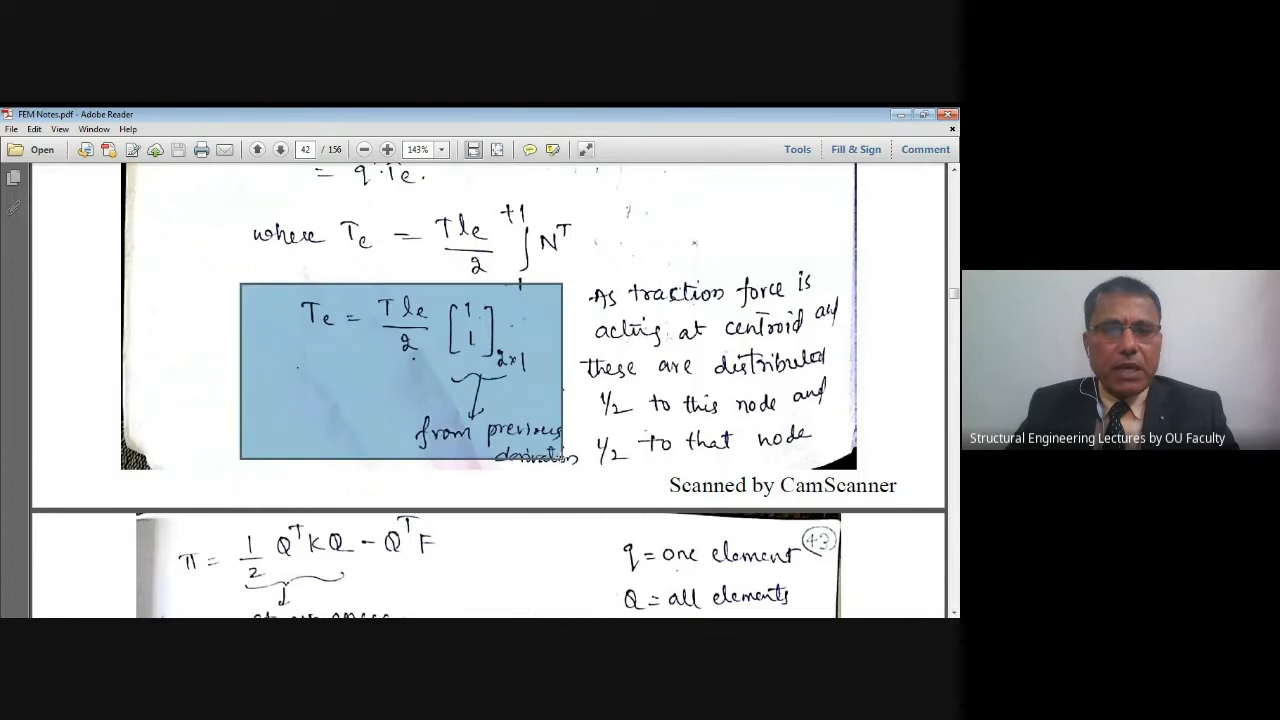 FEM Notes.pdf - Adobe Reader
File Edit View Window Help
Open 42 / 156 143% Tools Fill & Sign Comment
= q·Te.
where Te = Tle/2 ∫ +1 -1 N^T
Te = Tle/2 [1 1] 2×1
from previous
derivations
As traction force is
acting at centroid and
these are distributed
1/2 to this node and
1/2 to that node
Scanned by CamScanner
π = 1/2 Q^T K Q - Q^T F
q = one element
Q = all elements
43
Structural Engineering Lectures by OU Faculty